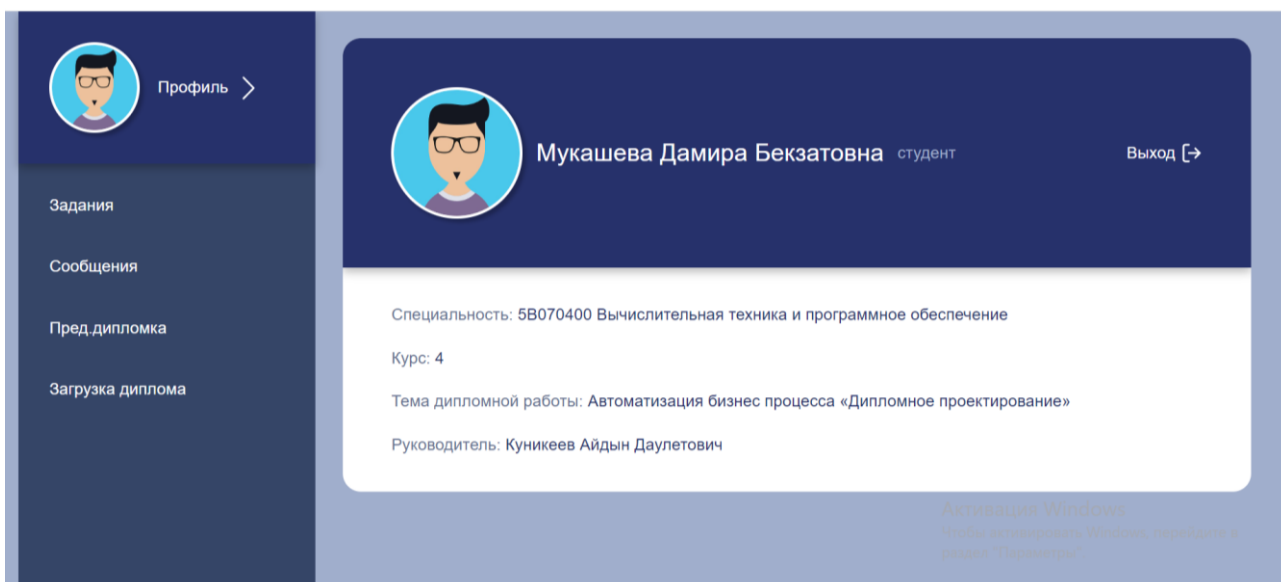 Профиль
Мукашева Дамира Бекзатовна студент
Выход
Задания
Сообщения
Пред.дипломка
Загрузка диплома
Специальность: 5В070400 Вычислительная техника и программное обеспечение
Курс: 4
Тема дипломной работы: Автоматизация бизнес процесса «Дипломное проектирование»
Руководитель: Куникеев Айдын Даулетович
Активация Windows